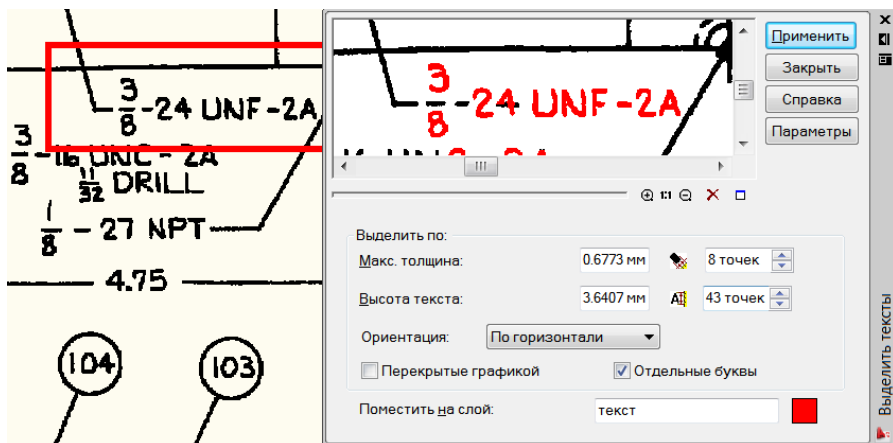 3/8 -24 UNF-2A
3/8 -16 UNC-2A
11/32 DRILL
1/8 - 27 NPT
4.75
104
103
3/8 -24 UNF-2A
Применить
Закрыть
Справка
Параметры
1:1
Выделить по:
Макс. толщина:
0.6773 мм
8 точек
Высота текста:
3.6407 мм
43 точек
Ориентация:
По горизонтали
Перекрытые графикой
Отдельные буквы
Поместить на слой:
текст
Выделить тексты